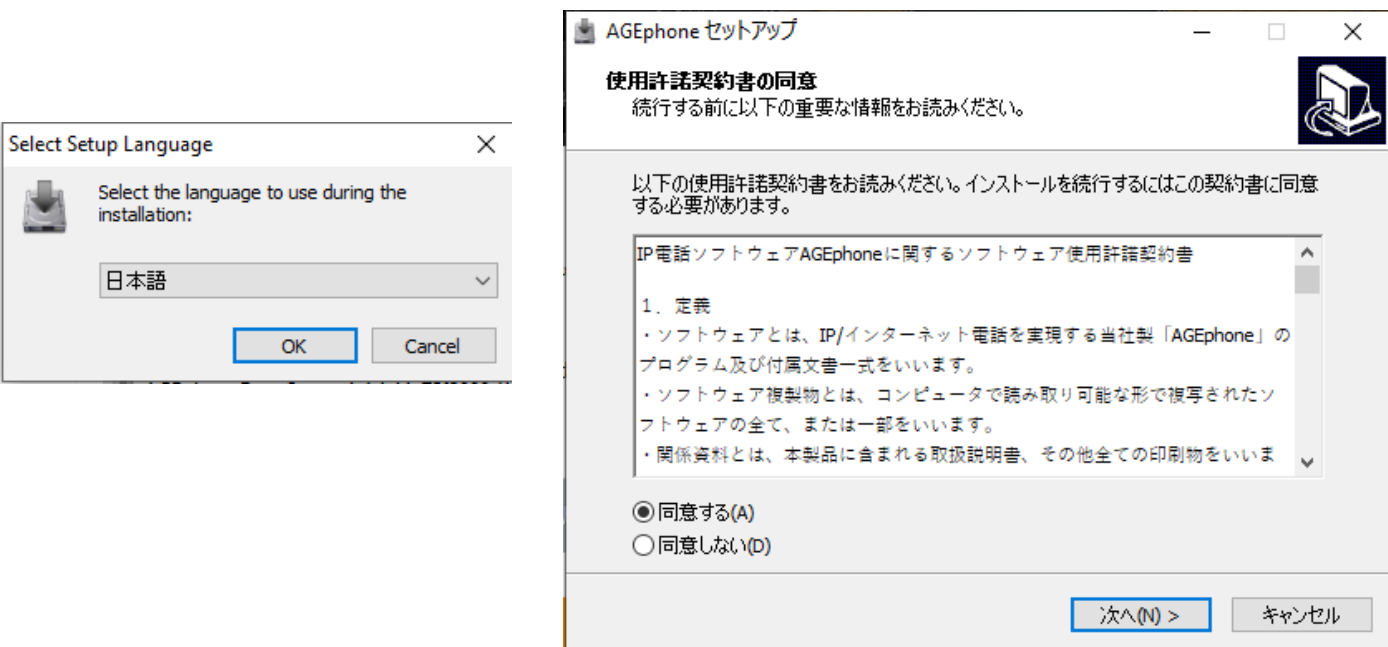 Select Setup Language
Select the language to use during the
installation:
日本語
OK
Cancel
AGEphone セットアップ
使用許諾契約書の同意
続行する前に以下の重要な情報をお読みください。
以下の使用許諾契約書をお読みください。インストールを続行するにはこの契約書に同意
する必要があります。
IP電話ソフトウェアAGEphoneに関するソフトウェア使用許諾契約書
１．定義
・ソフトウェアとは、IP/インターネット電話を実現する当社製「AGEphone」の
プログラム及び付属文書一式をいいます。
・ソフトウェア複製物とは、コンピュータで読み取り可能な形で複写されたソ
フトウェアの全て、または一部をいいます。
・関係資料とは、本製品に含まれる取扱説明書、その他全ての印刷物をいいま
同意する(A)
同意しない(D)
次へ(N) >
キャンセル